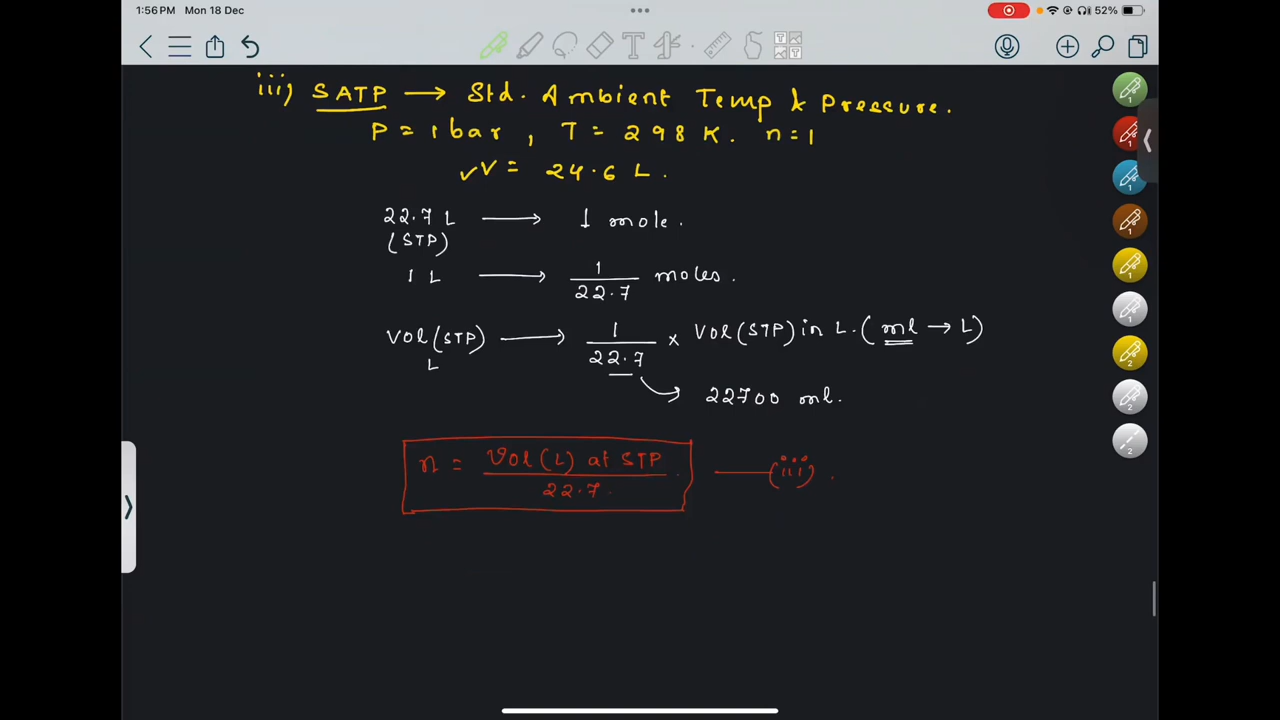 1:56 PM Mon 18 Dec
52%
iii) SATP → Std. Ambient Temp & Pressure.
P = 1 bar , T = 298 K. n = 1
✓V = 24.6 L.
22.7 L → 1 mole.
(STP)
1 L → 1/22.7 moles.
Vol(STP) → 1/22.7 × Vol(STP) in L. (ml → L)
L
22700 ml.
n = Vol(L) at STP / 22.7. —(iii).